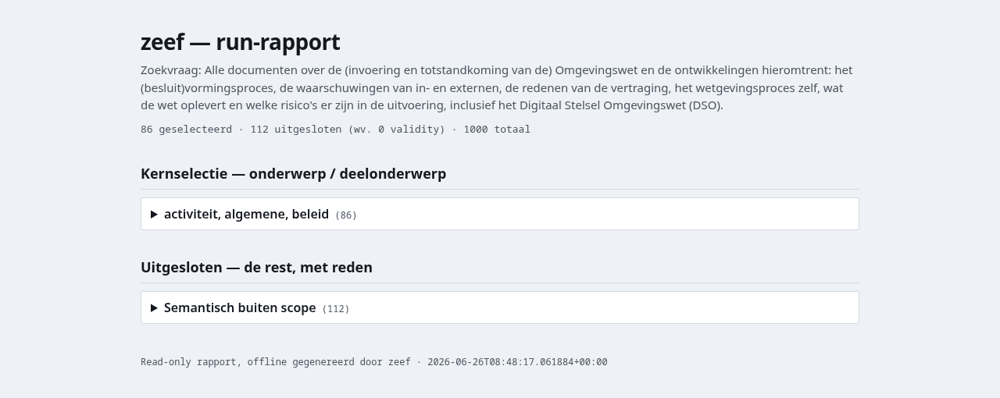 zeef — run-rapport
Zoekvraag: Alle documenten over de (invoering en totstandkoming van de) Omgevingswet en de ontwikkelingen hieromtrent: het
(besluit)vormingsproces, de waarschuwingen van in- en externen, de redenen van de vertraging, het wetgevingsproces zelf, wat
de wet oplevert en welke risico's er zijn in de uitvoering, inclusief het Digitaal Stelsel Omgevingswet (DSO).
86 geselecteerd · 112 uitgesloten (wv. 0 validity) · 1000 totaal
Kernselectie — onderwerp / deelonderwerp
▶ activiteit, algemene, beleid (86)
Uitgesloten — de rest, met reden
▶ Semantisch buiten scope (112)
Read-only rapport, offline gegenereerd door zeef · 2026-06-26T08:48:17.061884+00:00